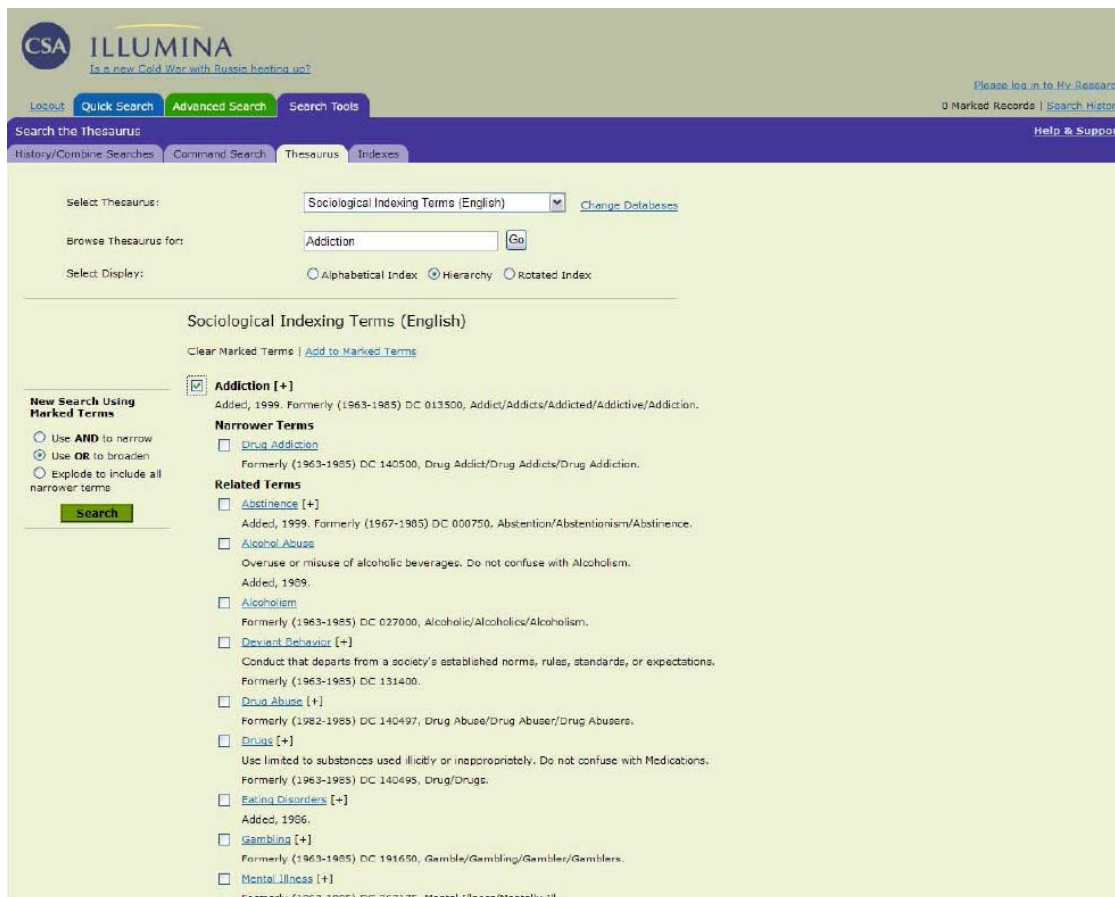 CSA ILLUMINA
Is a new Cold War with Russia heating up?
Please log in to My Researc
Logout Quick Search Advanced Search Search Tools
0 Marked Records | Search Histor
Search the Thesaurus
Help & Suppor
History/Combine Searches Command Search Thesaurus Indexes
Select Thesaurus: Sociological Indexing Terms (English) Change Databases
Browse Thesaurus for: Addiction Go
Select Display: Alphabetical Index Hierarchy Rotated Index
Sociological Indexing Terms (English)
Clear Marked Terms | Add to Marked Terms
New Search Using
Marked Terms
Use AND to narrow
Use OR to broaden
Explode to include all
narrower terms
Search
Addiction [+]
Added, 1999. Formerly (1963-1985) DC 013500, Addict/Addicts/Addicted/Addictive/Addiction.
Narrower Terms
Drug Addiction
Formerly (1963-1985) DC 140500, Drug Addict/Drug Addicts/Drug Addiction.
Related Terms
Abstinence [+]
Added, 1999. Formerly (1967-1985) DC 000750, Abstention/Abstentionism/Abstinence.
Alcohol Abuse
Overuse or misuse of alcoholic beverages. Do not confuse with Alcoholism.
Added, 1989.
Alcoholism
Formerly (1963-1985) DC 027000, Alcoholic/Alcoholics/Alcoholism.
Deviant Behavior [+]
Conduct that departs from a society's established norms, rules, standards, or expectations.
Formerly (1963-1985) DC 131400.
Drug Abuse [+]
Formerly (1982-1985) DC 140497, Drug Abuse/Drug Abuser/Drug Abusers.
Drugs [+]
Use limited to substances used illicitly or inappropriately. Do not confuse with Medications.
Formerly (1963-1985) DC 140495, Drug/Drugs.
Eating Disorders [+]
Added, 1986.
Gambling [+]
Formerly (1963-1985) DC 191650, Gamble/Gambling/Gambler/Gamblers.
Mental Illness [+]